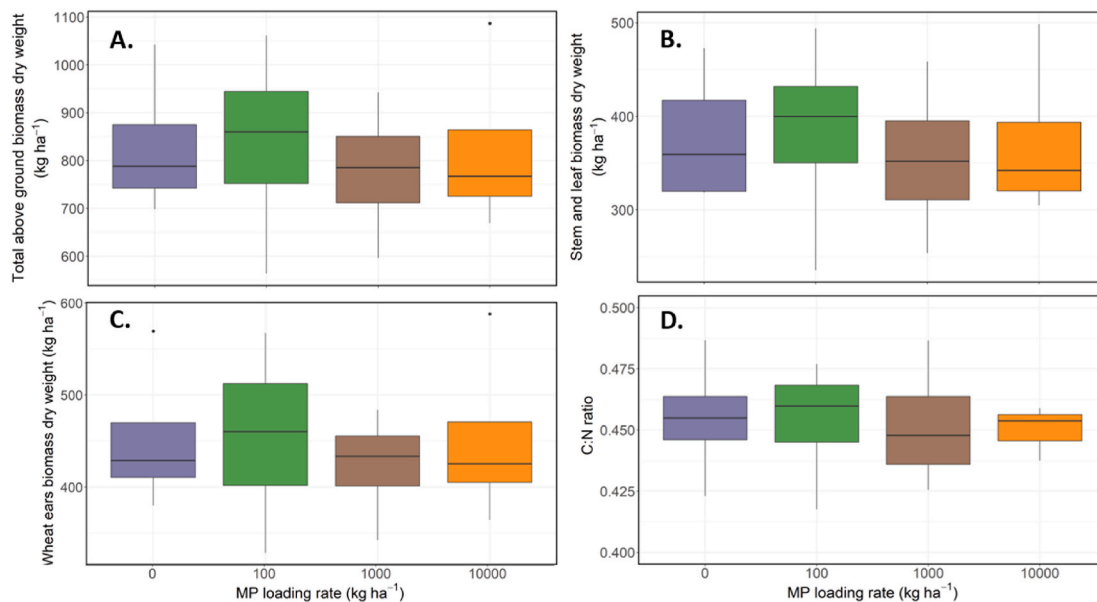 A.
Total above ground biomass dry weight
(kg ha⁻¹)
1100
1000
900
800
700
600
B.
Stem and leaf biomass dry weight
(kg ha⁻¹)
500
400
300
C.
Wheat ears biomass dry weight (kg ha⁻¹)
600
500
400
0
100
1000
10000
MP loading rate (kg ha⁻¹)
D.
C:N ratio
0.500
0.475
0.450
0.425
0.400
0
100
1000
10000
MP loading rate (kg ha⁻¹)